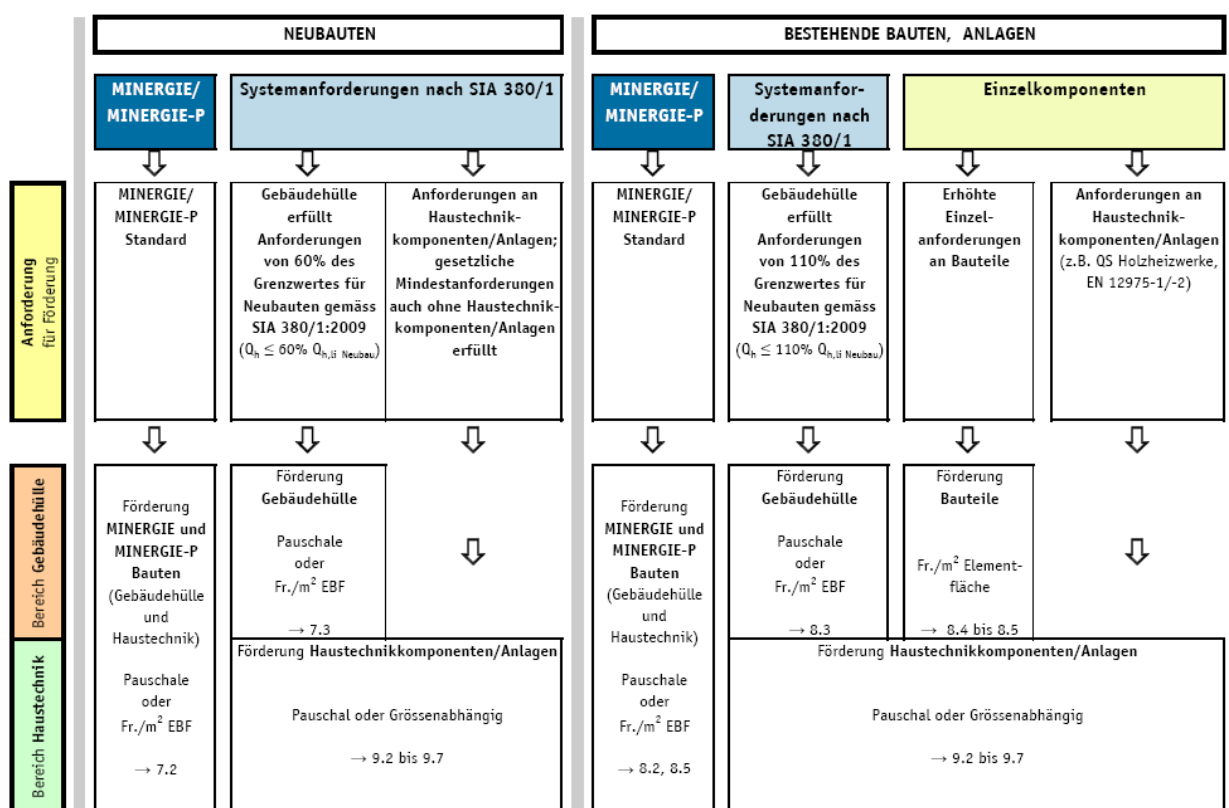 NEUBAUTEN
BESTEHENDE BAUTEN, ANLAGEN
MINERGIE/
MINERGIE-P
Systemanforderungen nach SIA 380/1
MINERGIE/
MINERGIE-P
Systemanfor-
derungen nach
SIA 380/1
Einzelkomponenten
Anforderung
für Förderung
MINERGIE/
MINERGIE-P
Standard
Gebäudehülle
erfüllt
Anforderungen
von 60% des
Grenzwertes für
Neubauten gemäss
SIA 380/1:2009
(Qh ≤ 60% Qh,li Neubau)
Anforderungen an
Haustechnik-
komponenten/Anlagen;
gesetzliche
Mindestanforderungen
auch ohne Haustechnik-
komponenten/Anlagen
erfüllt
MINERGIE/
MINERGIE-P
Standard
Gebäudehülle
erfüllt
Anforderungen
von 110% des
Grenzwertes für
Neubauten gemäss
SIA 380/1:2009
(Qh ≤ 110% Qh,li Neubau)
Erhöhte
Einzel-
anforderungen
an Bauteile
Anforderungen an
Haustechnik-
komponenten/Anlagen
(z.B. QS Holzheizwerke,
EN 12975-1/-2)
Bereich Gebäudehülle
Bereich Haustechnik
Förderung
MINERGIE und
MINERGIE-P
Bauten
(Gebäudehülle
und
Haustechnik)
Pauschale
oder
Fr./m² EBF
→ 7.2
Förderung
Gebäudehülle
Pauschale
oder
Fr./m² EBF
→ 7.3
Förderung Haustechnikkomponenten/Anlagen
Pauschal oder Grössenabhängig
→ 9.2 bis 9.7
Förderung
MINERGIE und
MINERGIE-P
Bauten
(Gebäudehülle
und
Haustechnik)
Pauschale
oder
Fr./m² EBF
→ 8.2, 8.5
Förderung
Gebäudehülle
Pauschale
oder
Fr./m² EBF
→ 8.3
Förderung
Bauteile
Fr./m² Element-
fläche
→ 8.4 bis 8.5
Förderung Haustechnikkomponenten/Anlagen
Pauschal oder Grössenabhängig
→ 9.2 bis 9.7